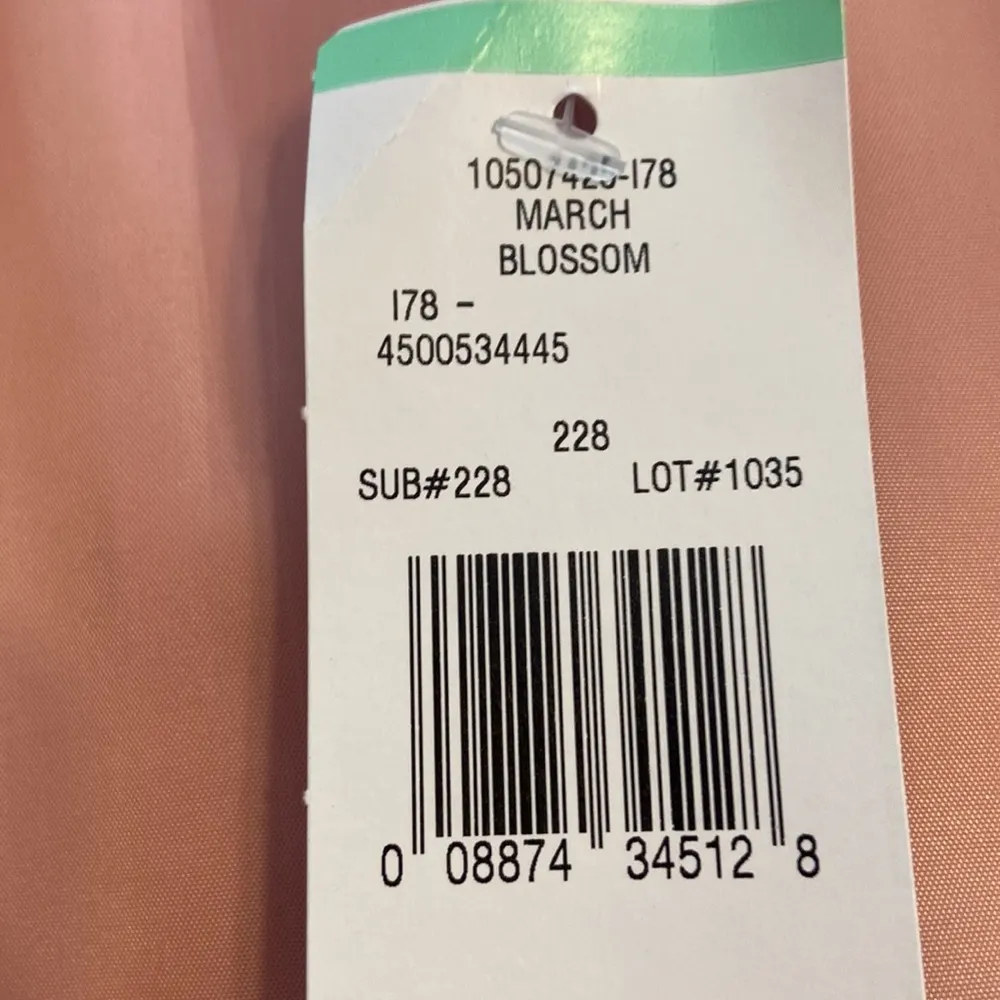 MARCH
BLOSSOM
I78 -
4500534445
228
SUB#228 LOT#1035
0 08874 34512 8